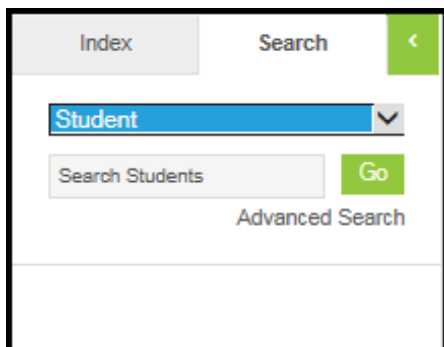 Index Search <
Student
Search Students Go
Advanced Search